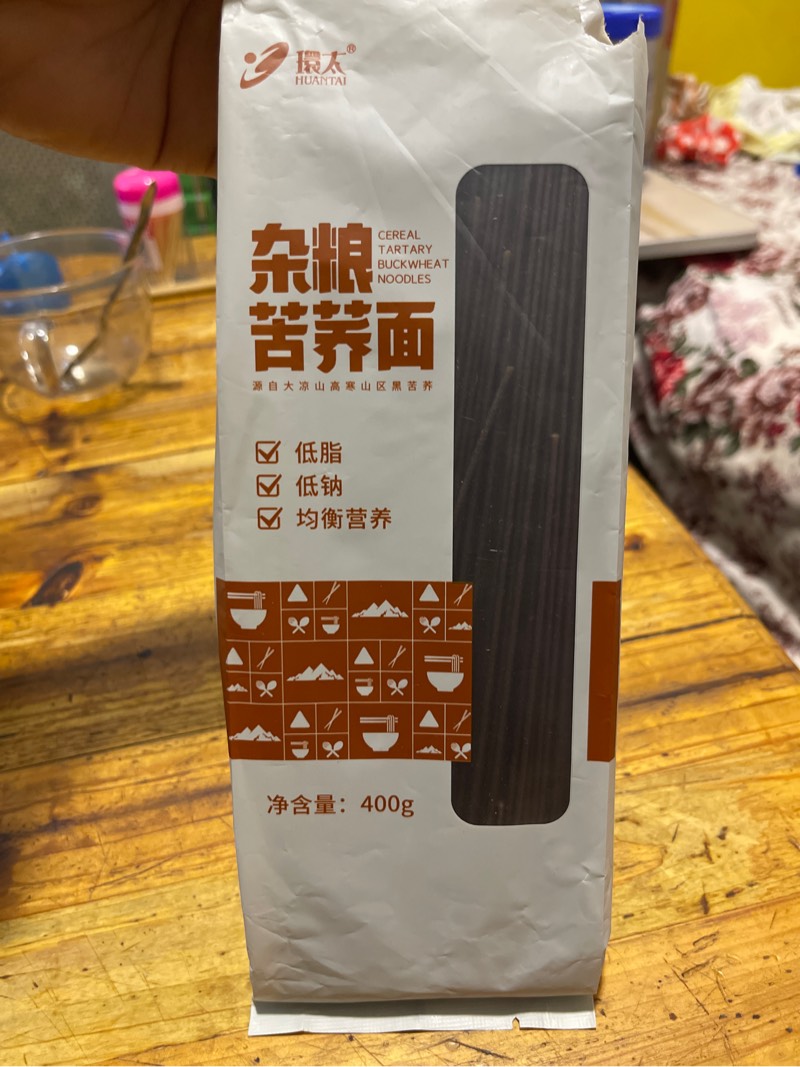 環太®
HUANTAI
杂粮
CEREAL
TARTARY
BUCKWHEAT
NOODLES
苦荞面
源自大凉山高寒山区黑苦荞
低脂
低钠
均衡营养
净含量：400g